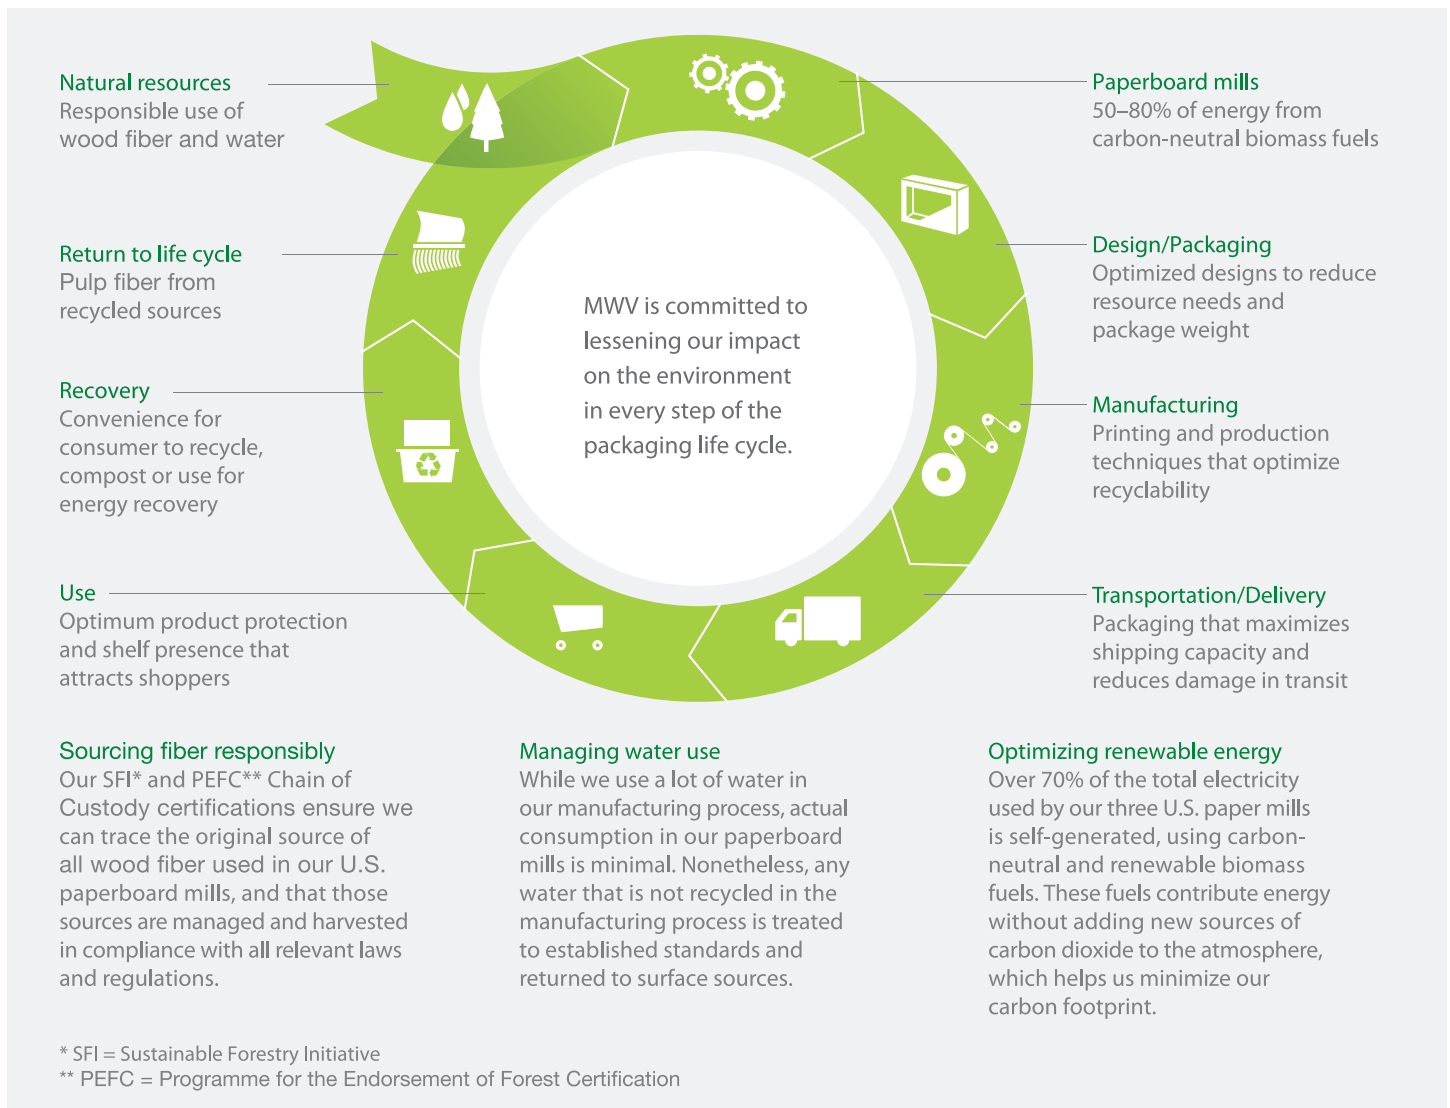 Natural resources
Responsible use of
wood fiber and water
Return to life cycle
Pulp fiber from
recycled sources
Recovery
Convenience for
consumer to recycle,
compost or use for
energy recovery
Use
Optimum product protection
and shelf presence that
attracts shoppers
MWV is committed to
lessening our impact
on the environment
in every step of the
packaging life cycle.
Paperboard mills
50–80% of energy from
carbon-neutral biomass fuels
Design/Packaging
Optimized designs to reduce
resource needs and
package weight
Manufacturing
Printing and production
techniques that optimize
recyclability
Transportation/Delivery
Packaging that maximizes
shipping capacity and
reduces damage in transit
Sourcing fiber responsibly
Our SFI* and PEFC** Chain of
Custody certifications ensure we
can trace the original source of
all wood fiber used in our U.S.
paperboard mills, and that those
sources are managed and harvested
in compliance with all relevant laws
and regulations.
Managing water use
While we use a lot of water in
our manufacturing process, actual
consumption in our paperboard
mills is minimal. Nonetheless, any
water that is not recycled in the
manufacturing process is treated
to established standards and
returned to surface sources.
Optimizing renewable energy
Over 70% of the total electricity
used by our three U.S. paper mills
is self-generated, using carbon-
neutral and renewable biomass
fuels. These fuels contribute energy
without adding new sources of
carbon dioxide to the atmosphere,
which helps us minimize our
carbon footprint.
* SFI = Sustainable Forestry Initiative
** PEFC = Programme for the Endorsement of Forest Certification